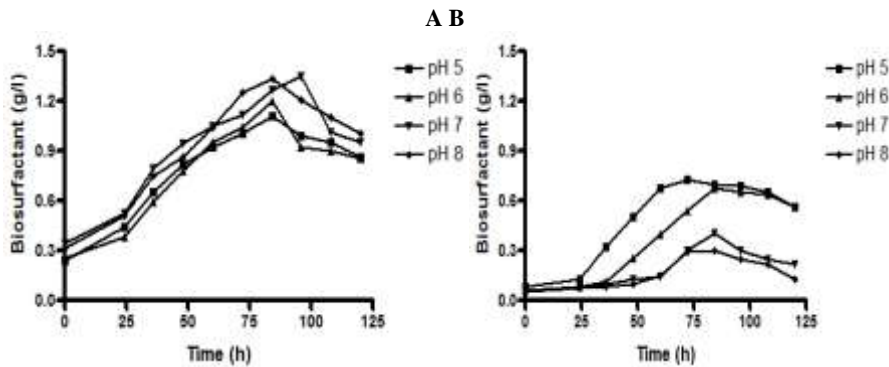 A B
1.5
1.2
0.9
0.6
0.3
0.0
Biosurfactant (g/l)
0 25 50 75 100 125
Time (h)
pH 5
pH 6
pH 7
pH 8
1.5
1.2
0.9
0.6
0.3
0.0
Biosurfactant (g/l)
0 25 50 75 100 125
Time (h)
pH 5
pH 6
pH 7
pH 8